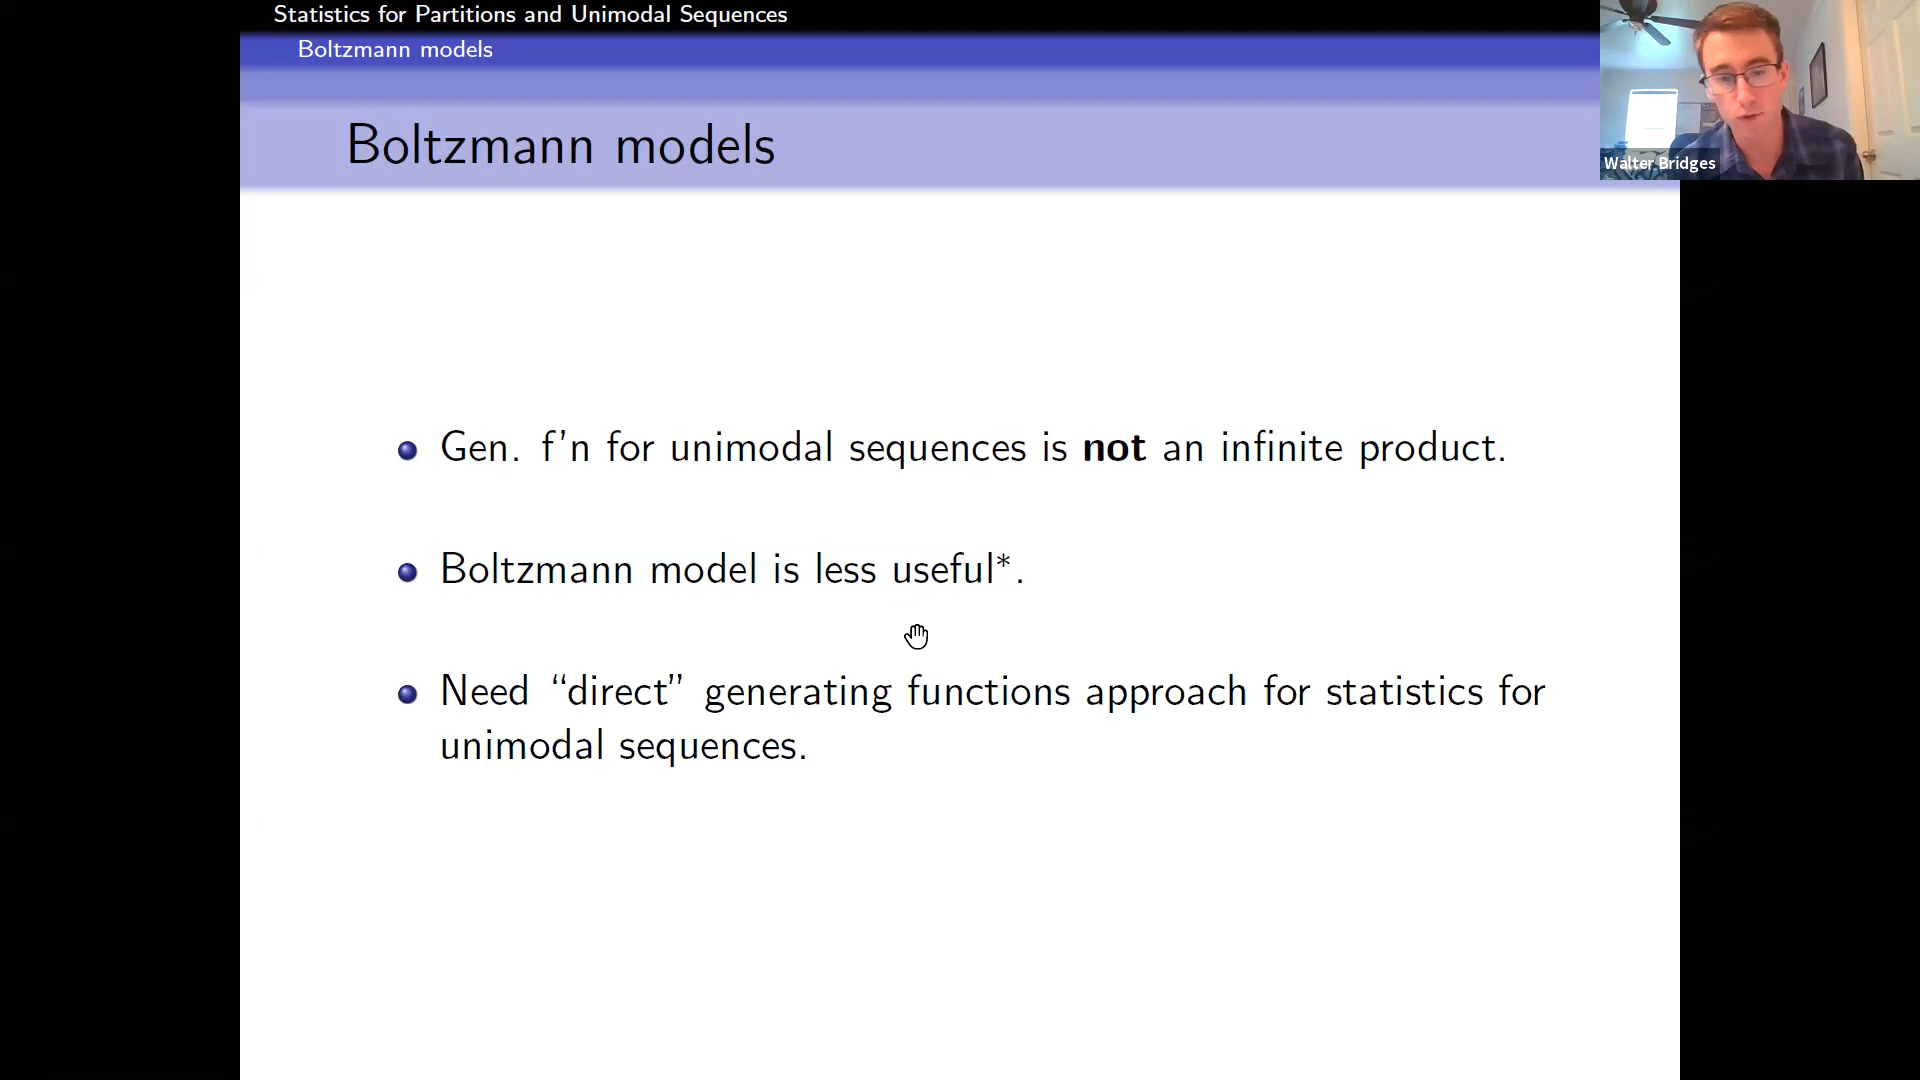 Statistics for Partitions and Unimodal Sequences
Boltzmann models
Boltzmann models
Walter Bridges
Gen. f’n for unimodal sequences is not an infinite product.
Boltzmann model is less useful*.
Need “direct” generating functions approach for statistics for
unimodal sequences.